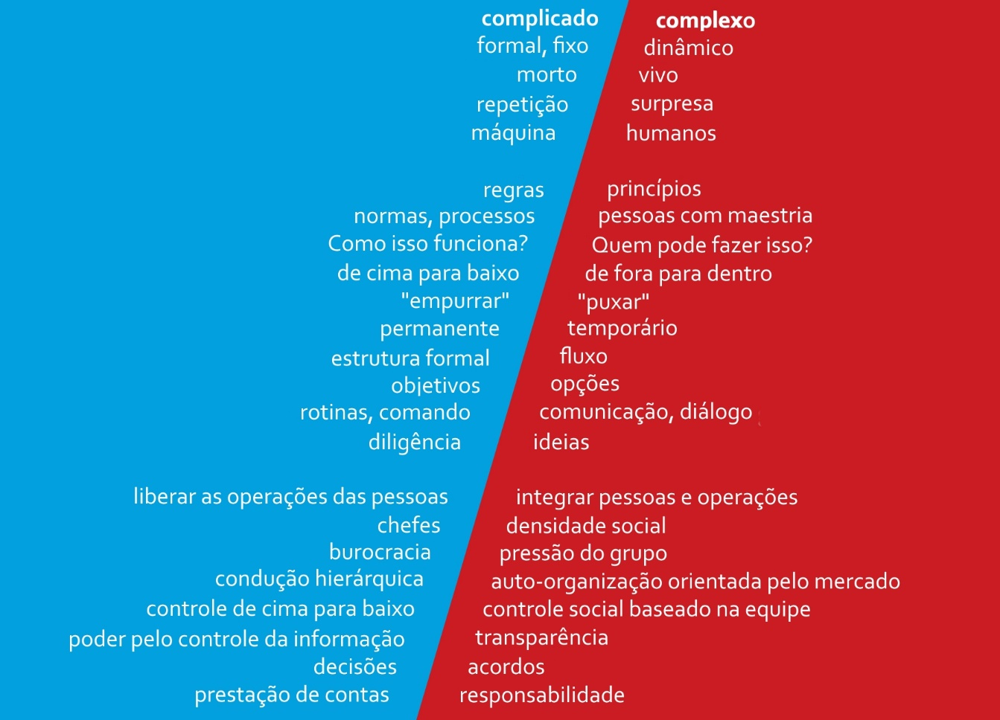 complicado complexo
formal, fixo dinâmico
morto vivo
repetição surpresa
máquina humanos
regras princípios
normas, processos pessoas com maestria
Como isso funciona? Quem pode fazer isso?
de cima para baixo de fora para dentro
"empurrar" "puxar"
permanente temporário
estrutura formal fluxo
objetivos opções
rotinas, comando comunicação, diálogo
diligência ideias
liberar as operações das pessoas integrar pessoas e operações
chefes densidade social
burocracia pressão do grupo
condução hierárquica auto-organização orientada pelo mercado
controle de cima para baixo controle social baseado na equipe
poder pelo controle da informação transparência
decisões acordos
prestação de contas responsabilidade